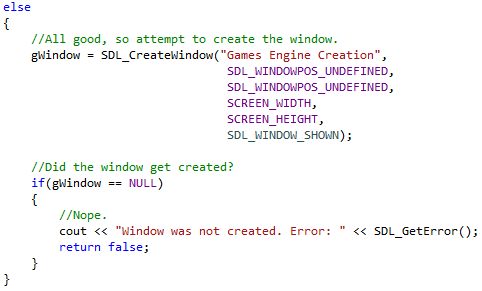 else
{
    //All good, so attempt to create the window.
    gWindow = SDL_CreateWindow("Games Engine Creation",
                               SDL_WINDOWPOS_UNDEFINED,
                               SDL_WINDOWPOS_UNDEFINED,
                               SCREEN_WIDTH,
                               SCREEN_HEIGHT,
                               SDL_WINDOW_SHOWN);
    //Did the window get created?
    if(gWindow == NULL)
    {
        //Nope.
        cout << "Window was not created. Error: " << SDL_GetError();
        return false;
    }
}